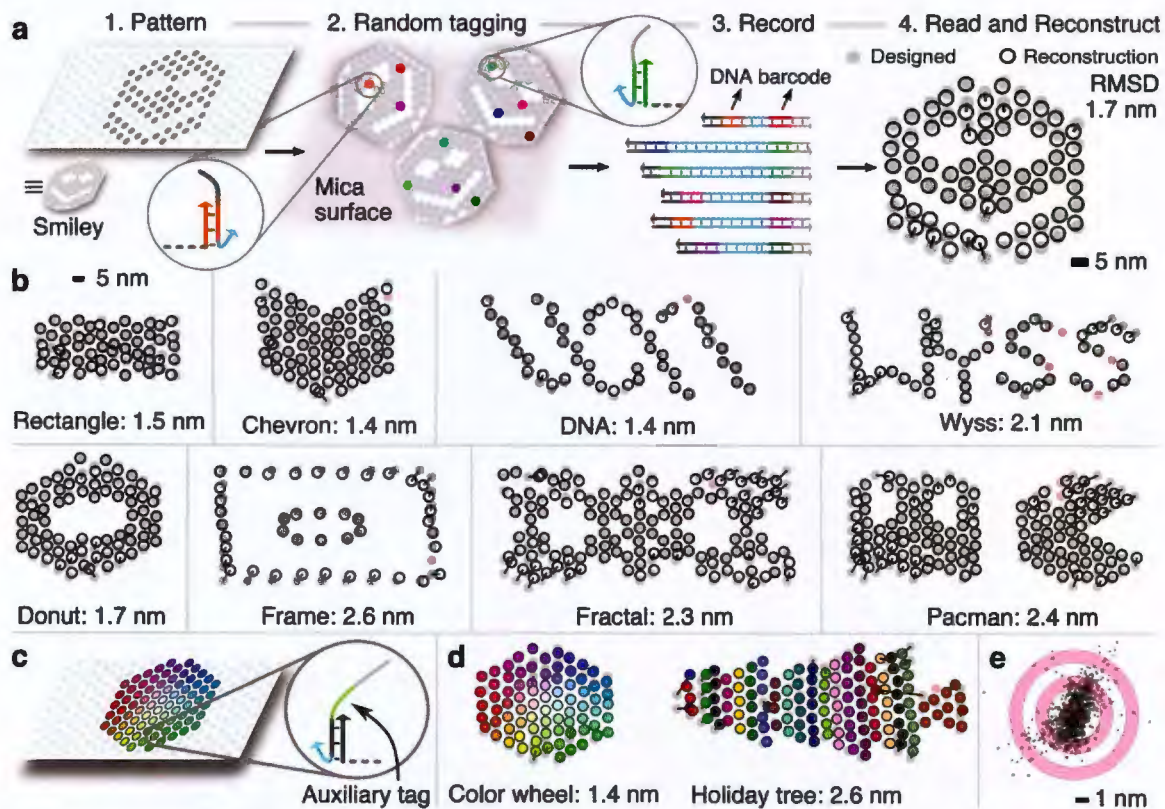 a
1. Pattern
2. Random tagging
3. Record
4. Read and Reconstruct
Designed
Reconstruction
RMSD
1.7 nm
DNA barcode
Mica
surface
≡
Smiley
5 nm
b
5 nm
Rectangle: 1.5 nm
Chevron: 1.4 nm
DNA: 1.4 nm
Wyss: 2.1 nm
Donut: 1.7 nm
Frame: 2.6 nm
Fractal: 2.3 nm
Pacman: 2.4 nm
c
Auxiliary tag
d
Color wheel: 1.4 nm
Holiday tree: 2.6 nm
e
1 nm